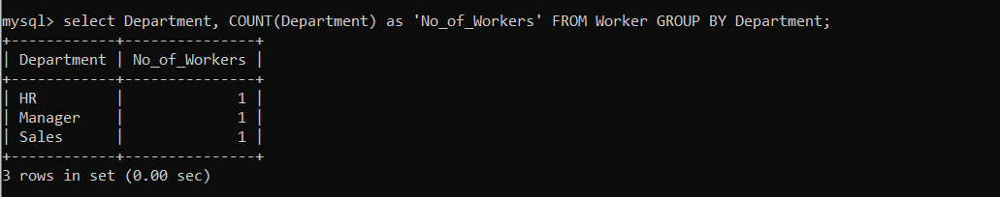 mysql> select Department, COUNT(Department) as 'No_of_Workers' FROM Worker GROUP BY Department;
+------------+---------------+
| Department | No_of_Workers |
+------------+---------------+
| HR         |             1 |
| Manager    |             1 |
| Sales      |             1 |
+------------+---------------+
3 rows in set (0.00 sec)